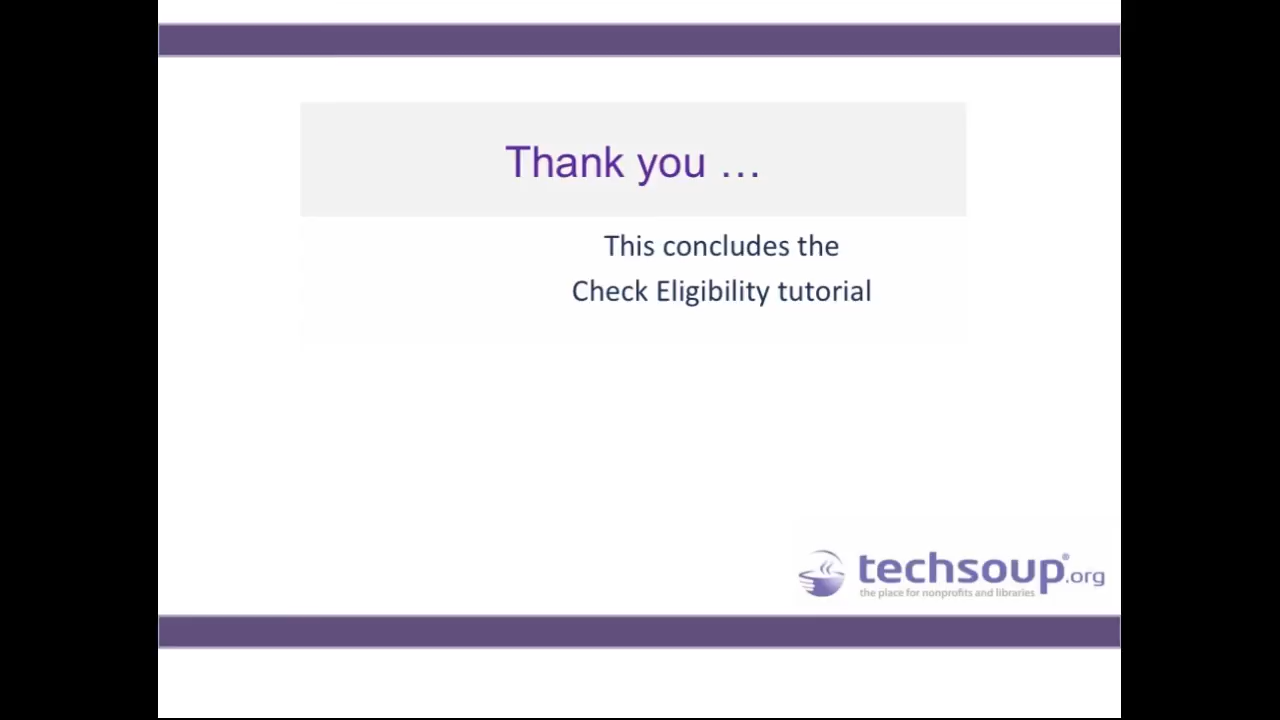 Thank you …
This concludes the
Check Eligibility tutorial
techsoup®.org
the place for nonprofits and libraries